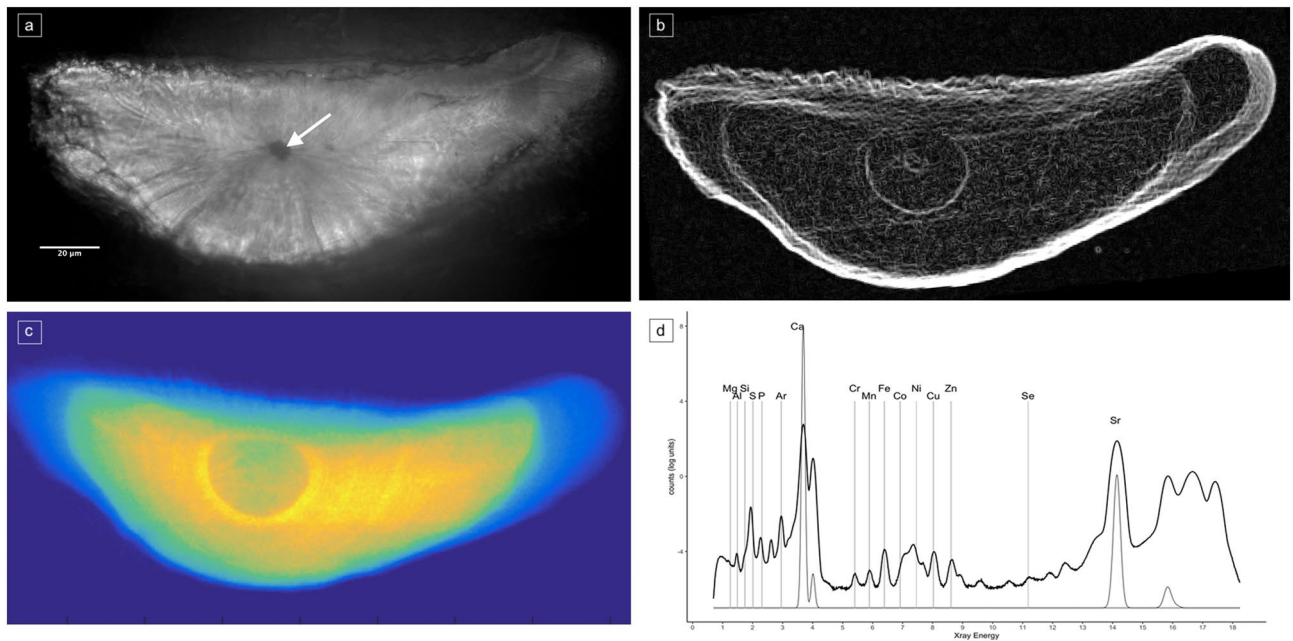 a
20 µm
b
c
d
counts (log units)
8
4
0
-4
Ca
Mg Si
Al S P Ar
Cr Fe Ni Zn
Mn Co Cu Se
Sr
0 1 2 3 4 5 6 7 8 9 10 11 12 13 14 15 16 17 18
Xray Energy